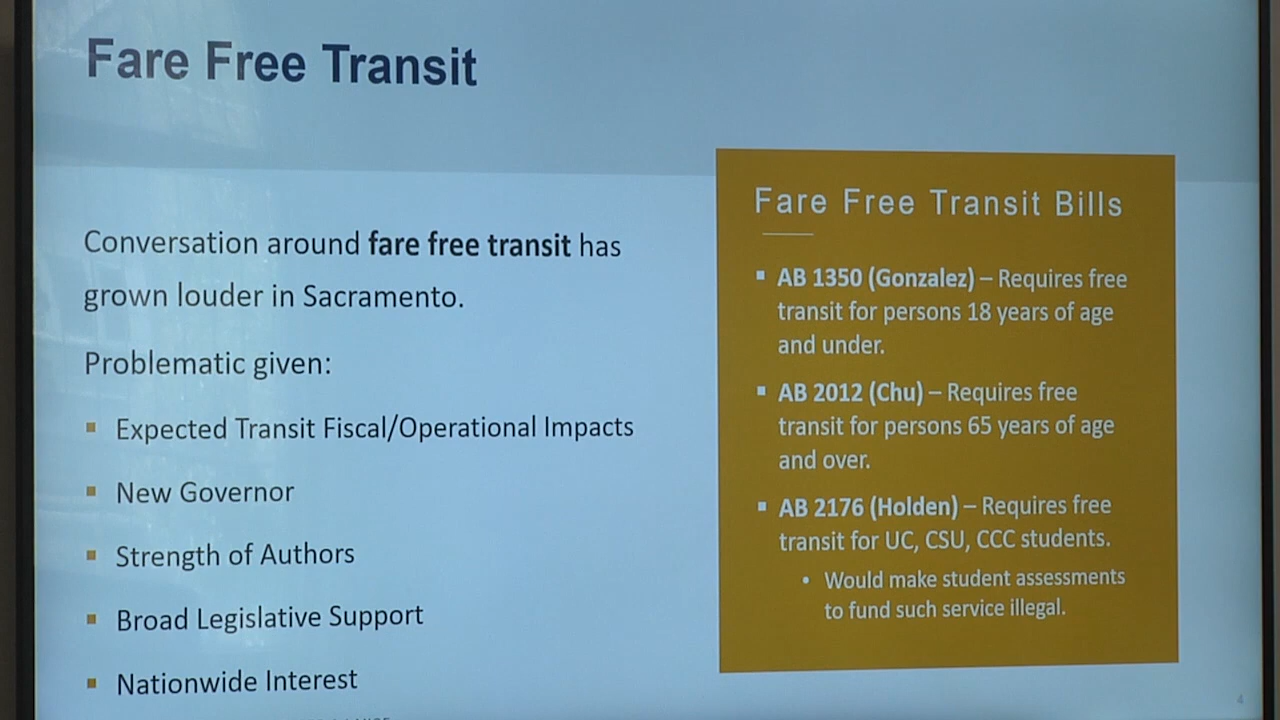 Fare Free Transit
Conversation around fare free transit has
grown louder in Sacramento.
Problematic given:
▪ Expected Transit Fiscal/Operational Impacts
▪ New Governor
▪ Strength of Authors
▪ Broad Legislative Support
▪ Nationwide Interest
Fare Free Transit Bills
▪ AB 1350 (Gonzalez) – Requires free
transit for persons 18 years of age
and under.
▪ AB 2012 (Chu) – Requires free
transit for persons 65 years of age
and over.
▪ AB 2176 (Holden) – Requires free
transit for UC, CSU, CCC students.
• Would make student assessments
to fund such service illegal.
4